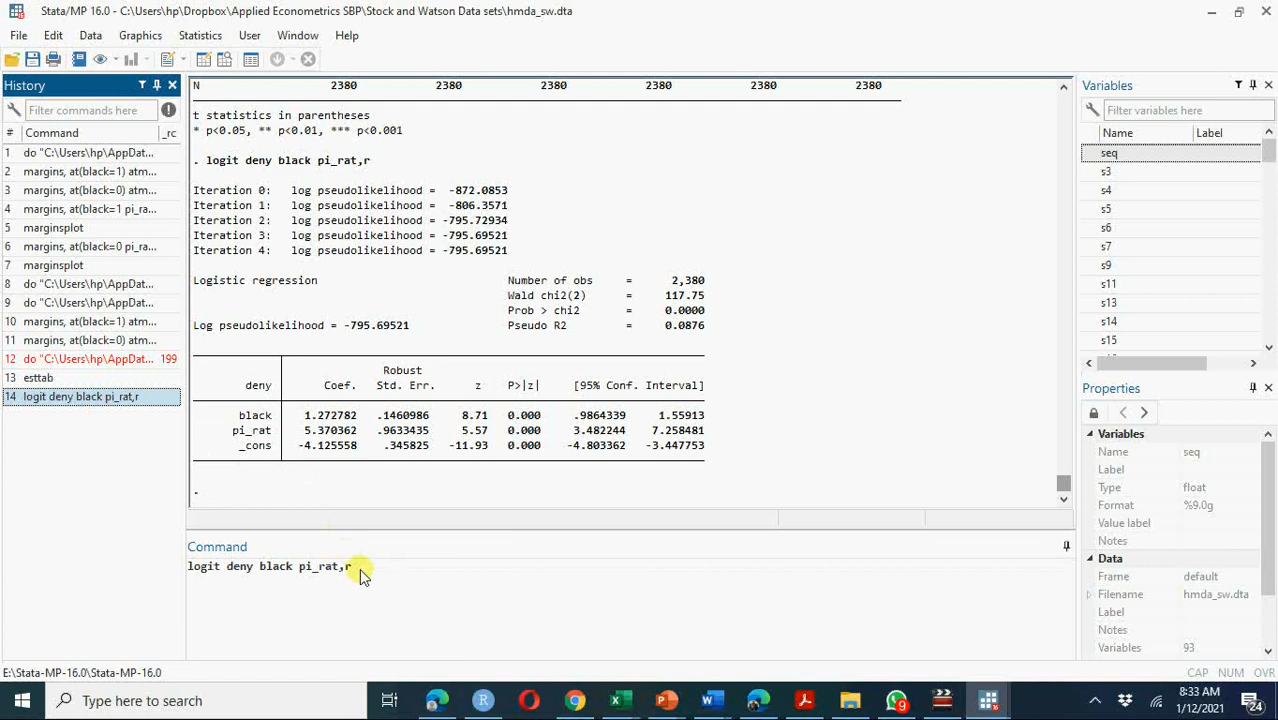 Stata/MP 16.0 - C:\Users\hp\Dropbox\Applied Econometrics SBP\Stock and Watson Data sets\hmda_sw.dta
File Edit Data Graphics Statistics User Window Help
History
Filter commands here
# Command _rc
1 do "C:\Users\hp\AppDat...
2 margins, at(black=1) atm...
3 margins, at(black=0) atm...
4 margins, at(black=1 pi_ra...
5 marginsplot
6 margins, at(black=0 pi_ra...
7 marginsplot
8 do "C:\Users\hp\AppDat...
9 do "C:\Users\hp\AppDat...
10 margins, at(black=1) atm...
11 margins, at(black=0) atm...
12 do "C:\Users\hp\AppDat... 199
13 esttab
14 logit deny black pi_rat,r
N 2380 2380 2380 2380 2380 2380
t statistics in parentheses
* p<0.05, ** p<0.01, *** p<0.001
. logit deny black pi_rat,r
Iteration 0: log pseudolikelihood = -872.0853
Iteration 1: log pseudolikelihood = -806.3571
Iteration 2: log pseudolikelihood = -795.72934
Iteration 3: log pseudolikelihood = -795.69521
Iteration 4: log pseudolikelihood = -795.69521
Logistic regression Number of obs = 2,380
Wald chi2(2) = 117.75
Prob > chi2 = 0.0000
Log pseudolikelihood = -795.69521 Pseudo R2 = 0.0876
Robust
deny Coef. Std. Err. z P>|z| [95% Conf. Interval]
black 1.272782 .1460986 8.71 0.000 .9864339 1.55913
pi_rat 5.370362 .9633435 5.57 0.000 3.482244 7.258481
_cons -4.125558 .345825 -11.93 0.000 -4.803362 -3.447753
.
Command
logit deny black pi_rat,r
Variables
Filter variables here
Name Label
seq
s3
s4
s5
s6
s7
s9
s11
s13
s14
s15
Properties
Variables
Name seq
Label
Type float
Format %9.0g
Value label
Notes
Data
Frame default
Filename hmda_sw.dta
Label
Notes
Variables 93
E:\Stata-MP-16.0\Stata-MP-16.0
CAP NUM OVR
Type here to search
9
16
8:33 AM
1/12/2021
24